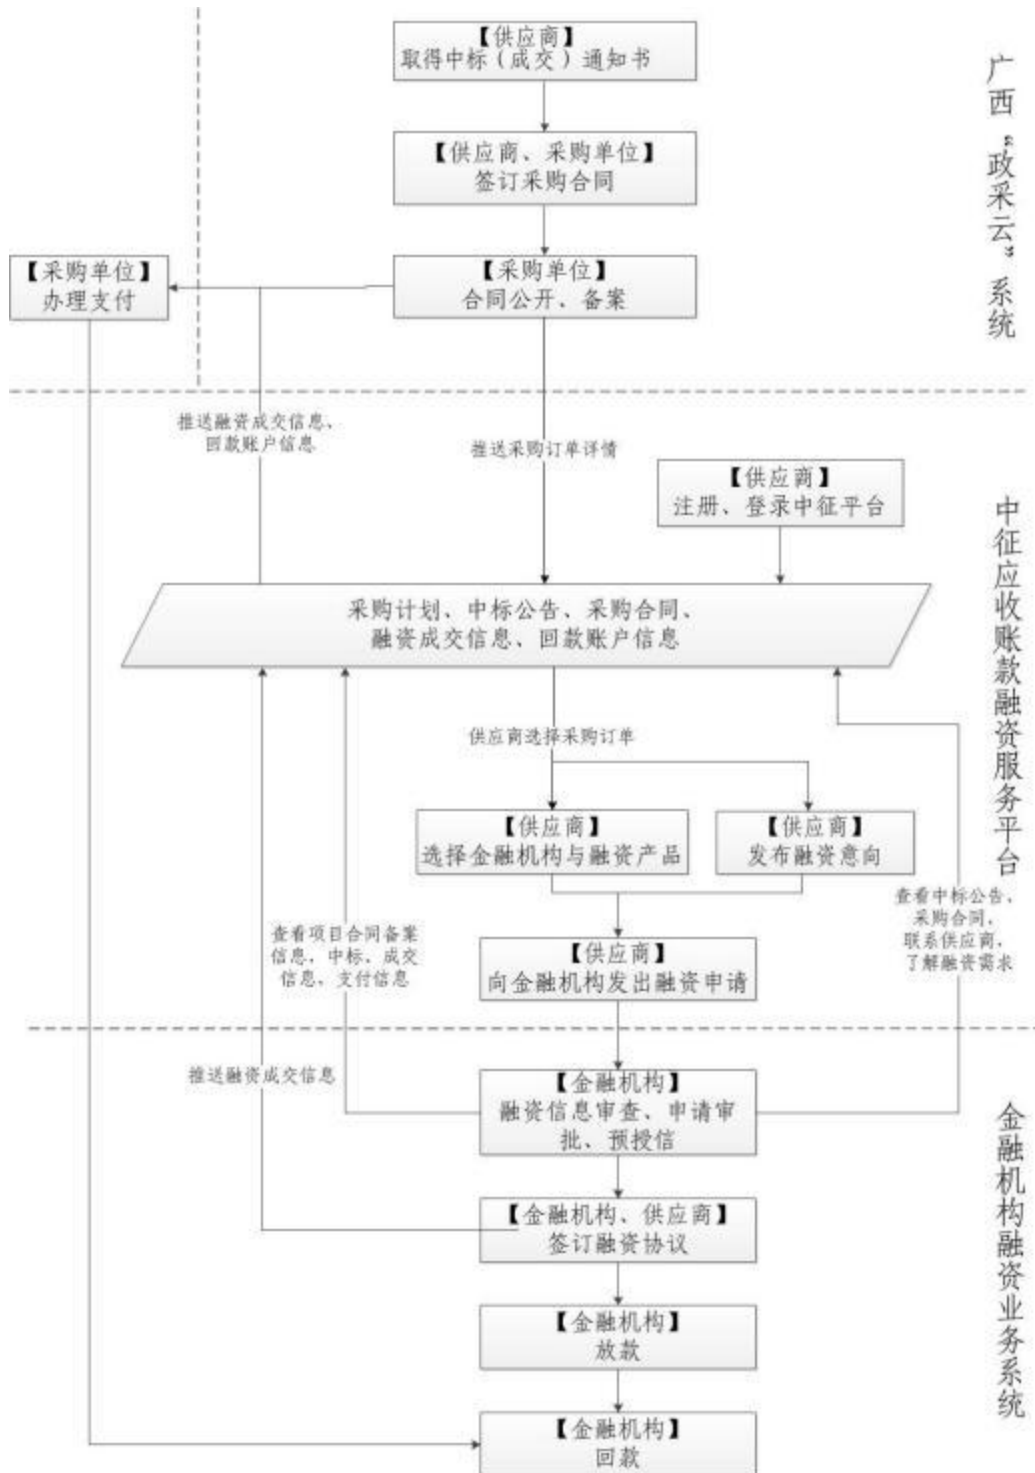 【供应商】
取得中标（成交）通知书
广西“政采云”系统
【供应商、采购单位】
签订采购合同
【采购单位】
办理支付
【采购单位】
合同公开、备案
推送融资成交信息、
回款账户信息
推送采购订单详情
【供应商】
注册、登录中征平台
中征应收账款融资服务平台
采购计划、中标公告、采购合同、
融资成交信息、回款账户信息
供应商选择采购订单
【供应商】
选择金融机构与融资产品
【供应商】
发布融资意向
查看中标公告、
采购合同，
联系供应商，
了解融资需求
查看项目合同备案
信息，中标、成交
信息、支付信息
【供应商】
向金融机构发出融资申请
推送融资成交信息
【金融机构】
融资信息审查、申请审
批、预授信
金融机构融资业务系统
【金融机构、供应商】
签订融资协议
【金融机构】
放款
【金融机构】
回款